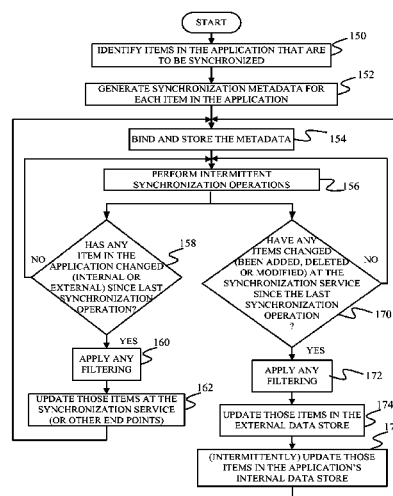 START
IDENTIFY ITEMS IN THE APPLICATION THAT ARE
TO BE SYNCHRONIZED
150
GENERATE SYNCHRONIZATION METADATA FOR
EACH ITEM IN THE APPLICATION
152
BIND AND STORE THE METADATA
154
PERFORM INTERMITTENT
SYNCHRONIZATION OPERATIONS
156
NO
HAS ANY
ITEM IN THE
APPLICATION CHANGED
(INTERNAL OR
EXTERNAL) SINCE LAST
SYNCHRONIZATION
OPERATION?
158
YES
APPLY ANY
FILTERING
160
UPDATE THOSE ITEMS AT THE
SYNCHRONIZATION SERVICE
(OR OTHER END POINTS)
162
HAVE ANY
ITEMS CHANGED
(BEEN ADDED, DELETED
OR MODIFIED) AT THE
SYNCHRONIZATION SERVICE
SINCE THE LAST
SYNCHRONIZATION
OPERATION
?
NO
170
YES
APPLY ANY
FILTERING
172
UPDATE THOSE ITEMS IN THE
EXTERNAL DATA STORE
174
(INTERMITTENTLY) UPDATE THOSE
ITEMS IN THE APPLICATION'S
INTERNAL DATA STORE